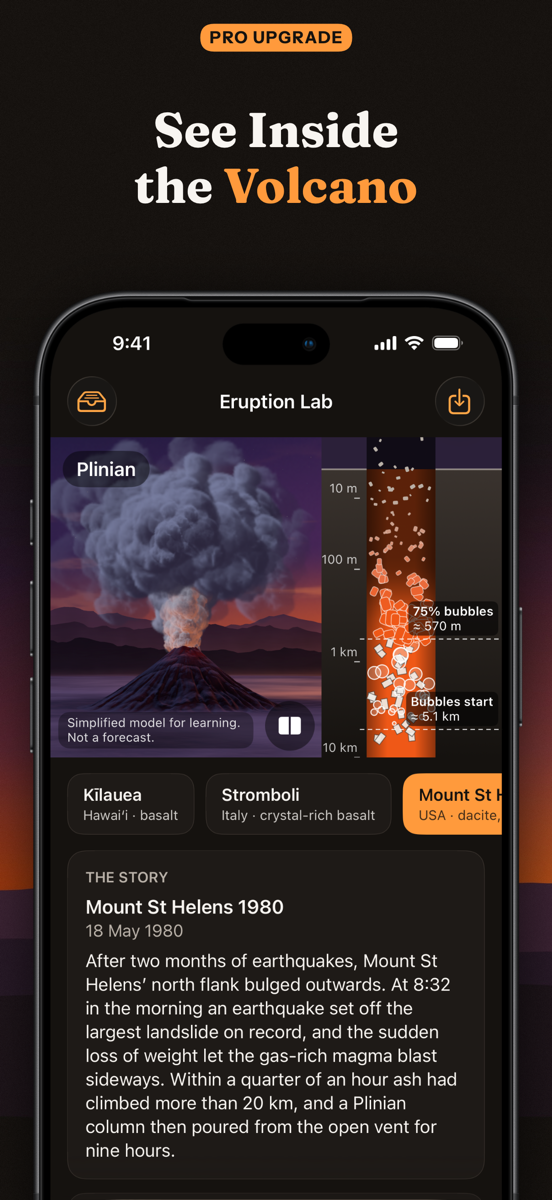 PRO UPGRADE
See Inside
the Volcano
9:41
Eruption Lab
Plinian
10 m
100 m
75% bubbles
≈ 570 m
1 km
Bubbles start
≈ 5.1 km
10 km
Simplified model for learning.
Not a forecast.
Kīlauea
Hawaiʻi · basalt
Stromboli
Italy · crystal-rich basalt
Mount St H
USA · dacite,
THE STORY
Mount St Helens 1980
18 May 1980
After two months of earthquakes, Mount St
Helens’ north flank bulged outwards. At 8:32
in the morning an earthquake set off the
largest landslide on record, and the sudden
loss of weight let the gas-rich magma blast
sideways. Within a quarter of an hour ash had
climbed more than 20 km, and a Plinian
column then poured from the open vent for
nine hours.